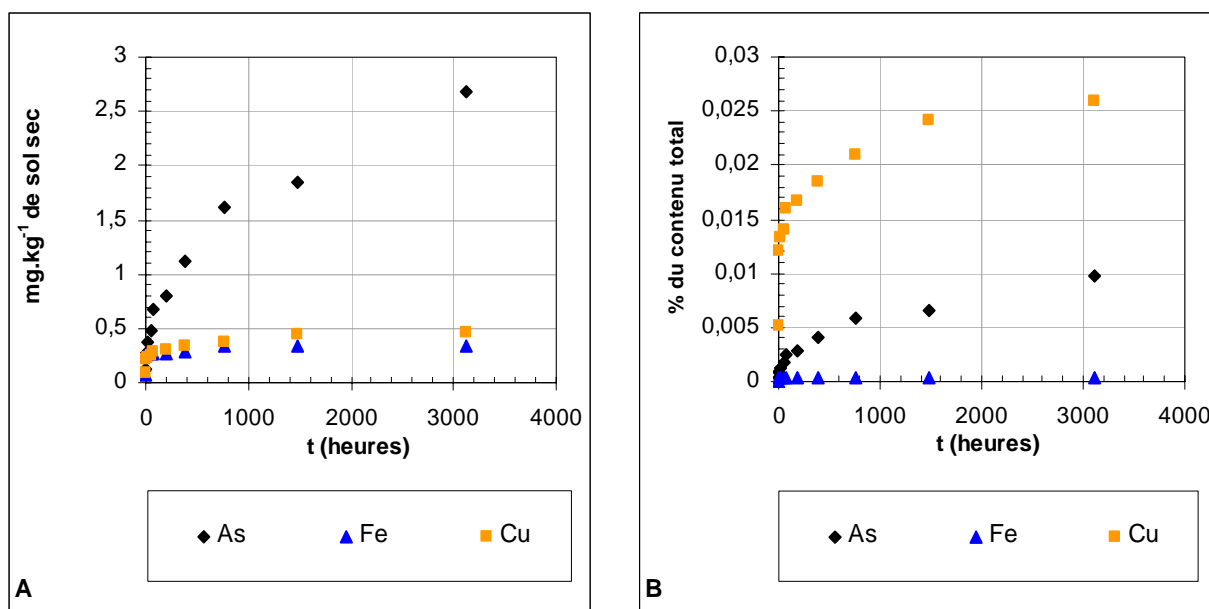 3
2,5
2
1,5
1
0,5
0
mg.kg⁻¹ de sol sec
0 1000 2000 3000 4000
t (heures)
As Fe Cu
A
0,03
0,025
0,02
0,015
0,01
0,005
0
% du contenu total
0 1000 2000 3000 4000
t (heures)
As Fe Cu
B